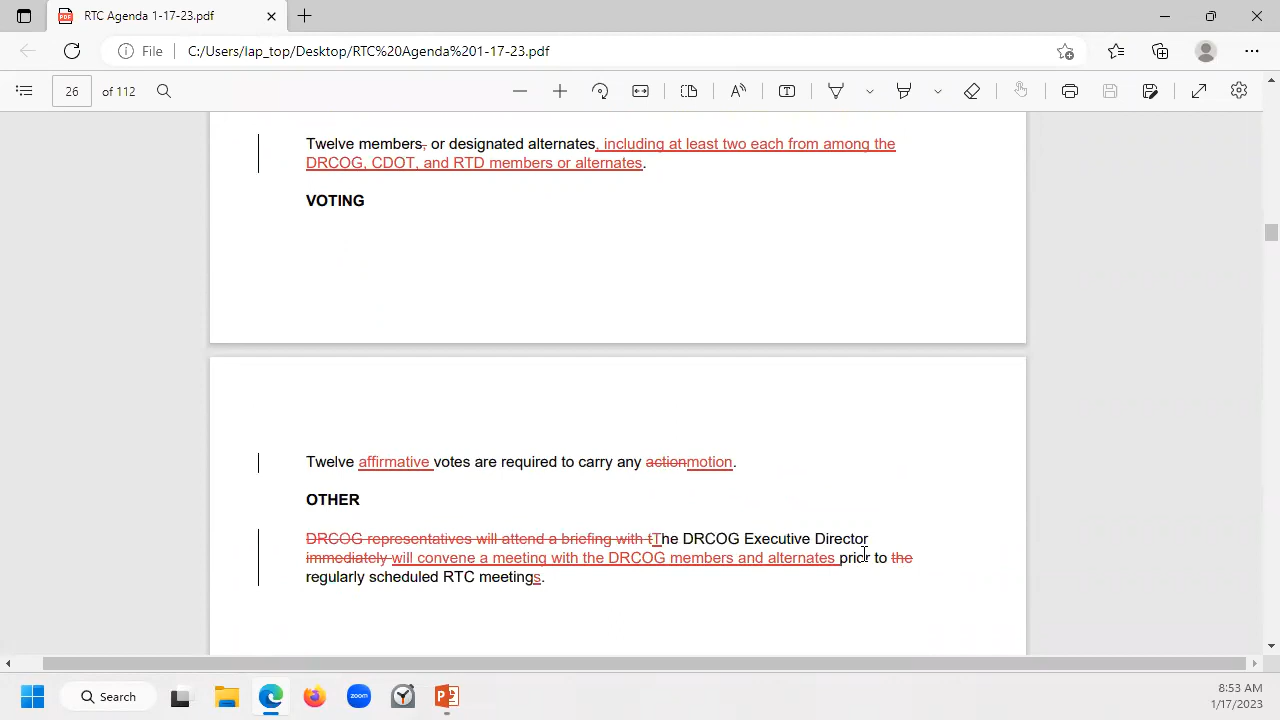 RTC Agenda 1-17-23.pdf
File
C:/Users/lap_top/Desktop/RTC%20Agenda%201-17-23.pdf
26 of 112
Twelve members, or designated alternates, including at least two each from among the
DRCOG, CDOT, and RTD members or alternates.
VOTING
Twelve affirmative votes are required to carry any actionmotion.
OTHER
DRCOG representatives will attend a briefing with tThe DRCOG Executive Director
immediately will convene a meeting with the DRCOG members and alternates prior to the
regularly scheduled RTC meetings.
Search
zoom
8:53 AM
1/17/2023